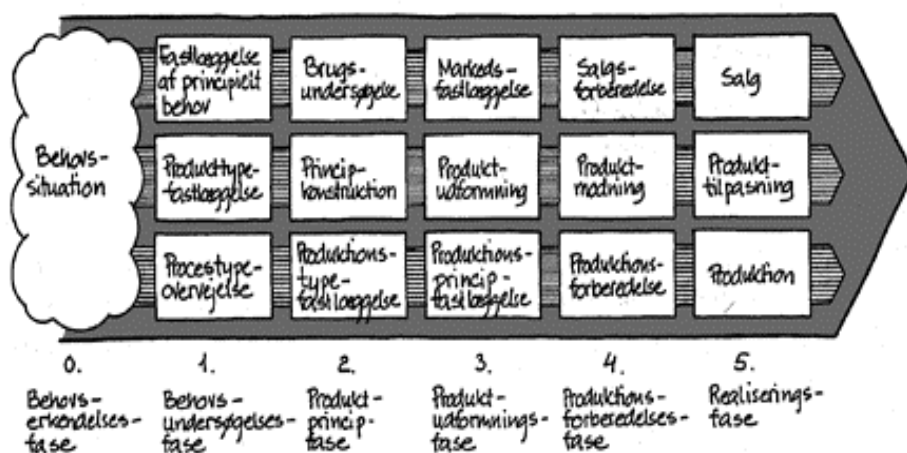 Behovs-
situation
Fastlæggelse
af principielt
behov
Brugs-
undersøgelse
Markeds-
fastlæggelse
Salgs-
forberedelse
Salg
Produkttype-
fastlæggelse
Princip-
konstruction
Produkt-
udformning
Produkt-
modning
Produkt-
tilpasning
Procestype-
overvejelse
Produktions-
type-
fastlæggelse
Produktions-
princip-
fastlæggelse
Produktions-
forberedelse
Produktion
0.
Behovs-
erkendelses-
fase
1.
Behovs-
undersøgelses-
fase
2.
Produkt-
princip-
fase
3.
Produkt-
udformnings-
fase
4.
Produktions-
forberedelses-
fase
5.
Realiserings-
fase